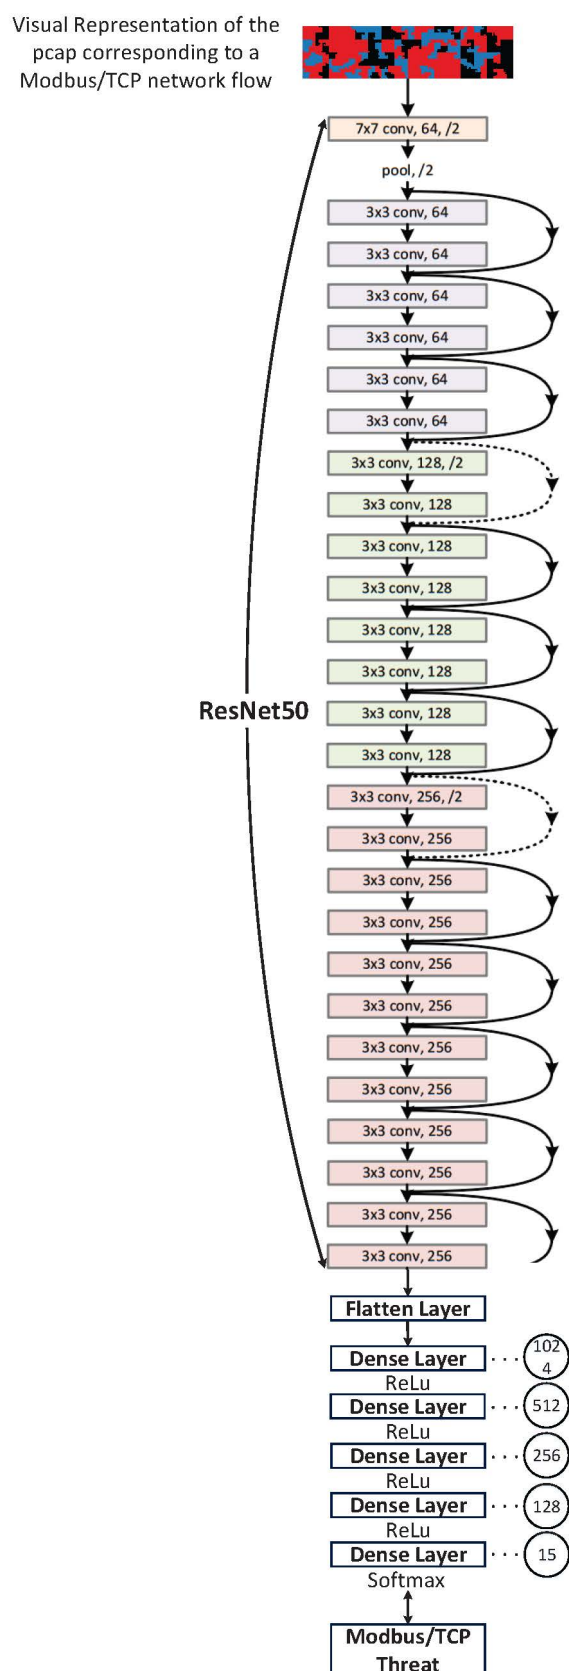 Visual Representation of the
pcap corresponding to a
Modbus/TCP network flow
7x7 conv, 64, /2
pool, /2
3x3 conv, 64
3x3 conv, 64
3x3 conv, 64
3x3 conv, 64
3x3 conv, 64
3x3 conv, 64
3x3 conv, 128, /2
3x3 conv, 128
3x3 conv, 128
3x3 conv, 128
3x3 conv, 128
3x3 conv, 128
3x3 conv, 128
3x3 conv, 128
ResNet50
3x3 conv, 256, /2
3x3 conv, 256
3x3 conv, 256
3x3 conv, 256
3x3 conv, 256
3x3 conv, 256
3x3 conv, 256
3x3 conv, 256
3x3 conv, 256
3x3 conv, 256
3x3 conv, 256
3x3 conv, 256
Flatten Layer
Dense Layer ... 102
4
ReLu
Dense Layer ... 512
ReLu
Dense Layer ... 256
ReLu
Dense Layer ... 128
ReLu
Dense Layer ... 15
Softmax
Modbus/TCP
Threat